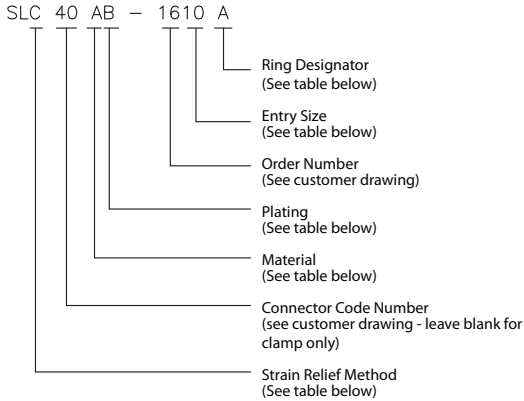 SLC 40 AB - 1610 A
Ring Designator
(See table below)
Entry Size
(See table below)
Order Number
(See customer drawing)
Plating
(See table below)
Material
(See table below)
Connector Code Number
(see customer drawing - leave blank for
clamp only)
Strain Relief Method
(See table below)